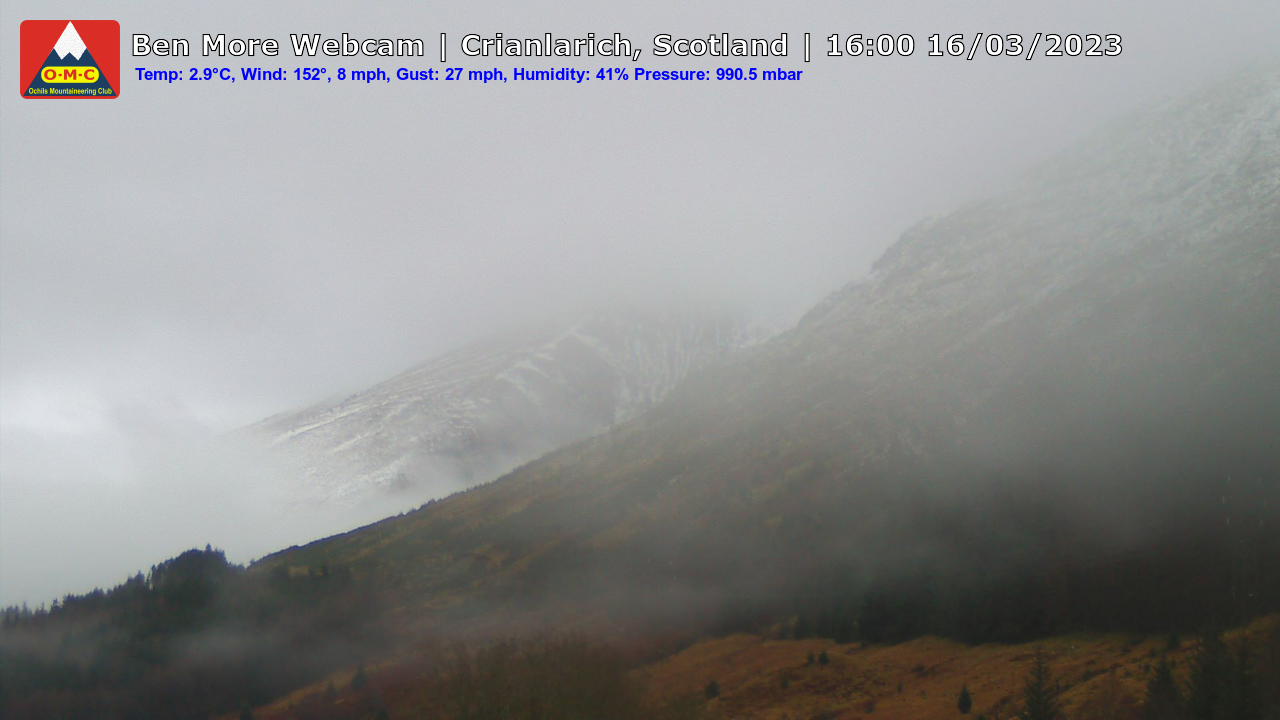 Ben More Webcam | Crianlarich, Scotland | 16:00 16/03/2023
Temp: 2.9°C, Wind: 152°, 8 mph, Gust: 27 mph, Humidity: 41% Pressure: 990.5 mbar
O·M·C
Ochils Mountaineering Club